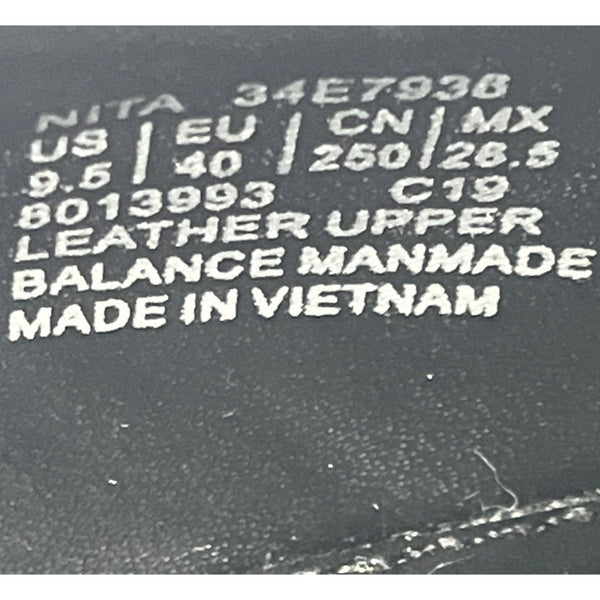 NITA 34E7936
US | EU | CN | MX
9.5 | 40 | 250 | 26.5
8013993 C19
LEATHER UPPER
BALANCE MANMADE
MADE IN VIETNAM